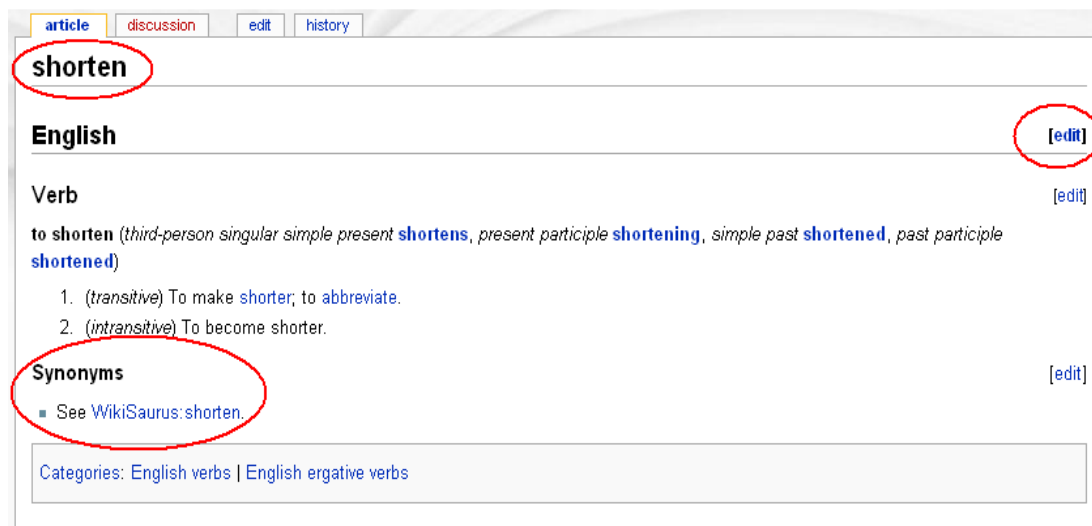 article discussion edit history
shorten
English [edit]
Verb [edit]
to shorten (third-person singular simple present shortens, present participle shortening, simple past shortened, past participle
shortened)
1. (transitive) To make shorter; to abbreviate.
2. (intransitive) To become shorter.
Synonyms [edit]
See WikiSaurus:shorten.
Categories: English verbs | English ergative verbs